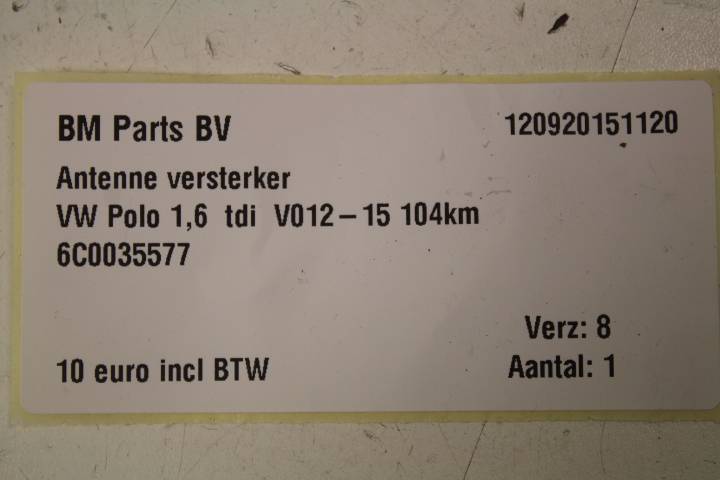 BM Parts BV 120920151120
Antenne versterker
VW Polo 1,6 tdi V012-15 104km
6C0035577
Verz: 8
10 euro incl BTW Aantal: 1